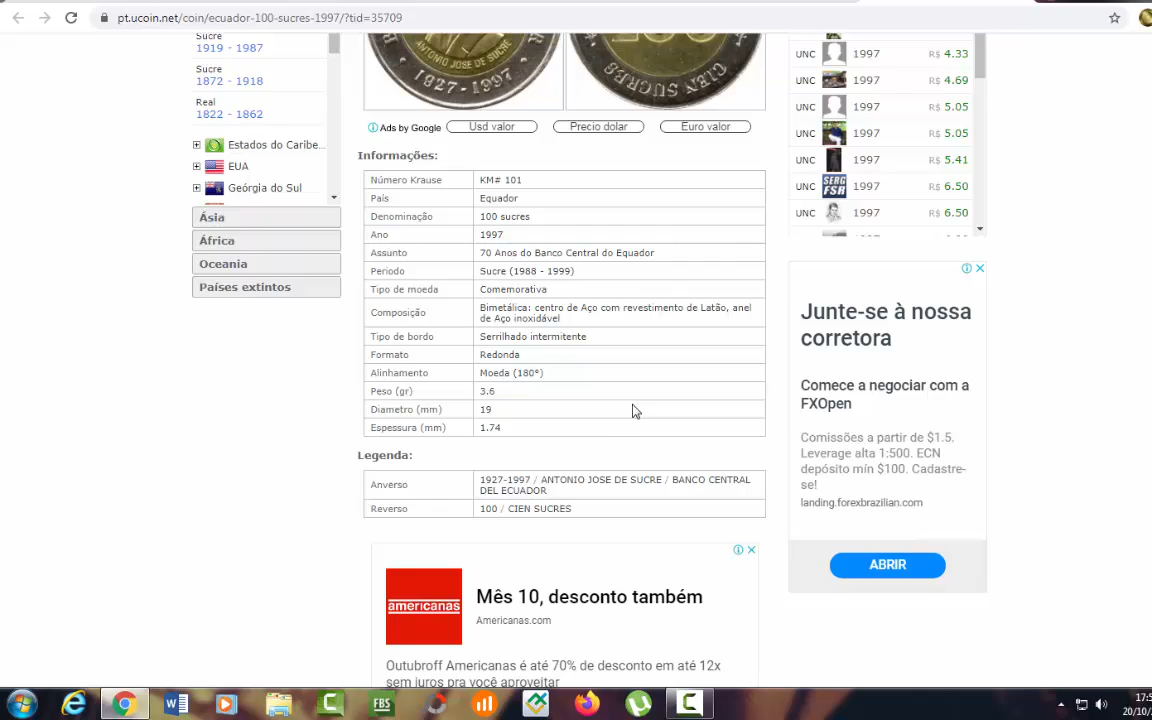 pt.ucoin.net/coin/ecuador-100-sucres-1997/?tid=35709
Sucre
1919 - 1987
Sucre
1872 - 1918
Real
1822 - 1862
Estados do Caribe...
EUA
Geórgia do Sul
Ásia
África
Oceania
Países extintos
ANTONIO JOSE DE SUCRE
1827-1997
CIEN SUCRES
Ads by Google
Usd valor
Precio dolar
Euro valor
Informações:
Número Krause KM# 101
País Equador
Denominação 100 sucres
Ano 1997
Assunto 70 Anos do Banco Central do Equador
Periodo Sucre (1988 - 1999)
Tipo de moeda Comemorativa
Composição Bimetálica: centro de Aço com revestimento de Latão, anel
de Aço inoxidável
Tipo de bordo Serrilhado intermitente
Formato Redonda
Alinhamento Moeda (180°)
Peso (gr) 3.6
Diametro (mm) 19
Espessura (mm) 1.74
Legenda:
Anverso 1927-1997 / ANTONIO JOSE DE SUCRE / BANCO CENTRAL
DEL ECUADOR
Reverso 100 / CIEN SUCRES
americanas
Mês 10, desconto também
Americanas.com
Outubroff Americanas é até 70% de desconto em até 12x
sem juros pra você aproveitar
UNC 1997 R$ 4.33
UNC 1997 R$ 4.69
UNC 1997 R$ 5.05
UNC 1997 R$ 5.05
UNC 1997 R$ 5.41
UNC SERG FSR 1997 R$ 6.50
UNC 1997 R$ 6.50
Junte-se à nossa
corretora
Comece a negociar com a
FXOpen
Comissões a partir de $1.5.
Leverage alta 1:500. ECN
depósito mín $100. Cadastre-
se!
landing.forexbrazilian.com
ABRIR
FBS
17:5
20/10/